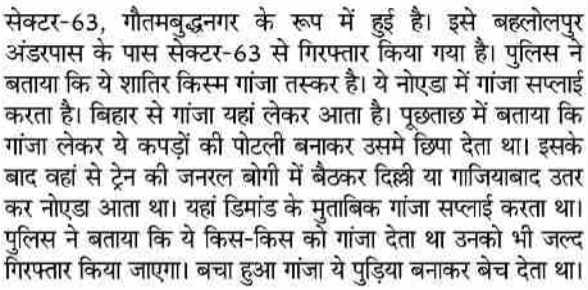 सेक्टर-63, गौतमबुद्धनगर के रूप में हुई है। इसे बहलोलपुर
अंडरपास के पास सेक्टर-63 से गिरफ्तार किया गया है। पुलिस ने
बताया कि ये शातिर किस्म गांजा तस्कर है। ये नोएडा में गांजा सप्लाई
करता है। बिहार से गांजा यहां लेकर आता है। पूछताछ में बताया कि
गांजा लेकर ये कपड़ों की पोटली बनाकर उसमे छिपा देता था। इसके
बाद वहां से ट्रेन की जनरल बोगी में बैठकर दिल्ली या गाजियाबाद उतर
कर नोएडा आता था। यहां डिमांड के मुताबिक गांजा सप्लाई करता था।
पुलिस ने बताया कि ये किस-किस को गांजा देता था उनको भी जल्द
गिरफ्तार किया जाएगा। बचा हुआ गांजा ये पुड़िया बनाकर बेच देता था।